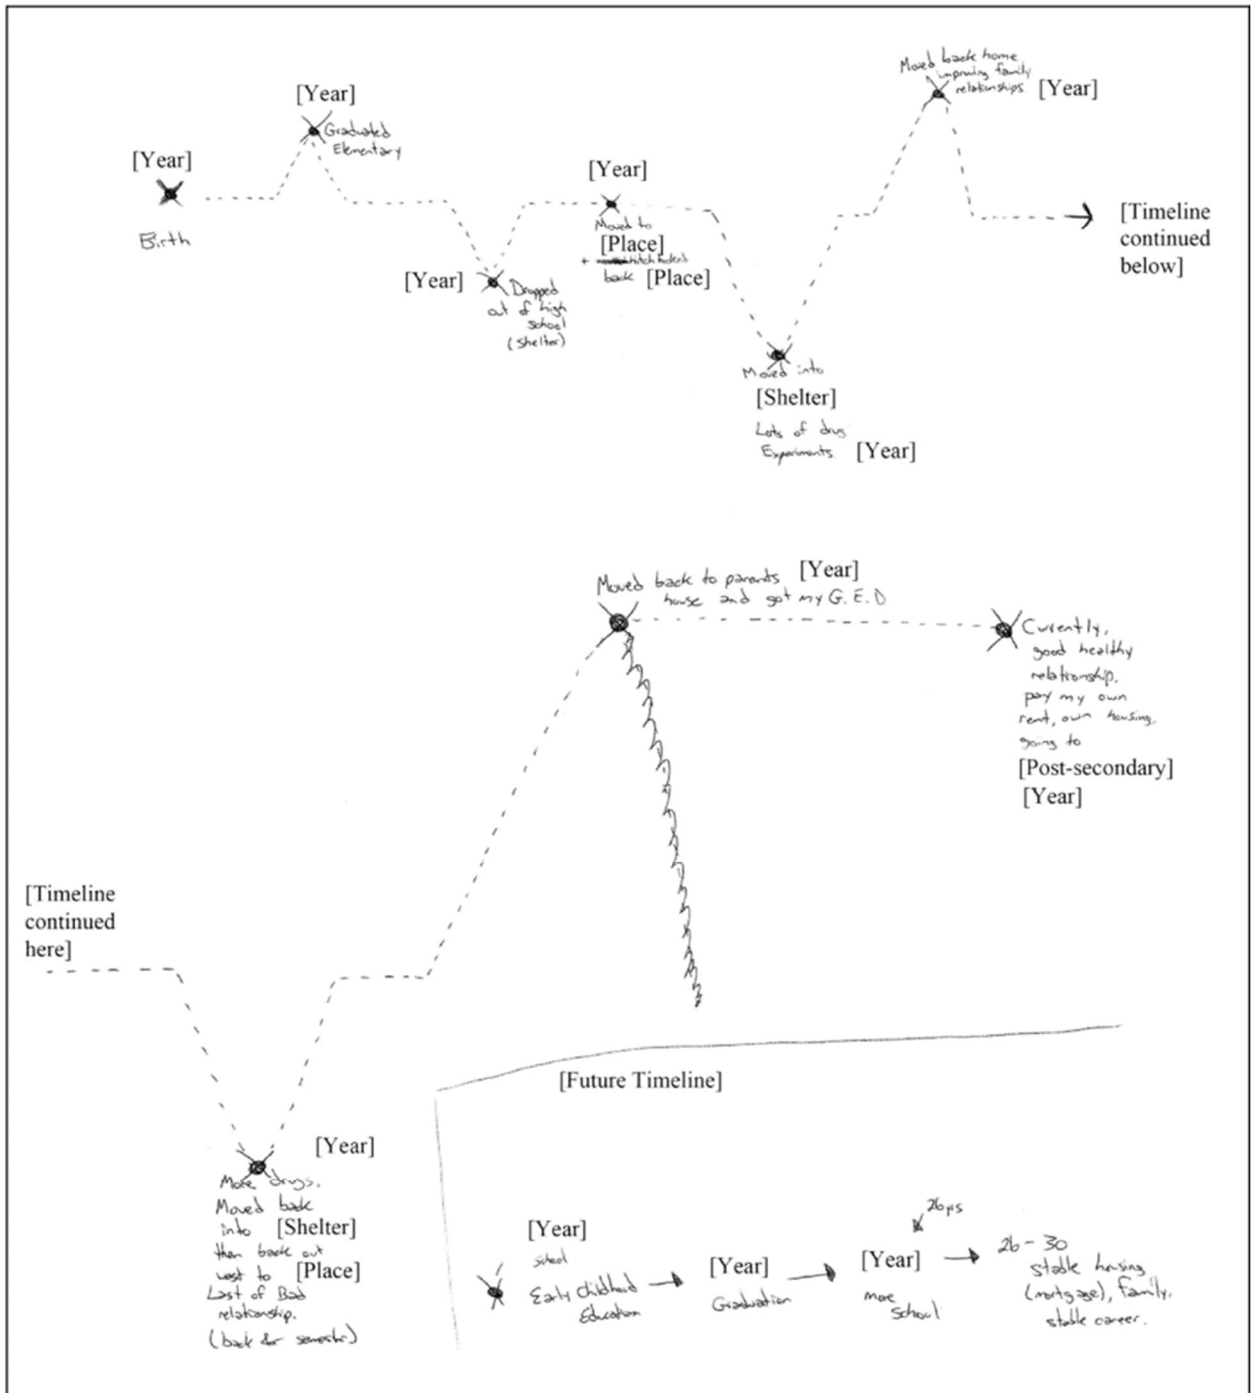 [Year]
Birth
[Year]
Graduated
Elementary
[Year]
Dropped
out of high
school
(shelter)
[Year]
Moved to
[Place]
+ hitch hiked
back [Place]
Moved into
[Shelter]
Lots of drug
Experiments [Year]
Moved back home
improving family
relationships [Year]
[Timeline
continued
below]
[Timeline
continued
here]
[Year]
More drugs.
Moved back
into [Shelter]
then back out
west to [Place]
Last of Bad
relationship.
(back for semester)
Moved back to parents [Year]
house and got my G.E.D
Curently,
good healthy
relationship.
pay my own
rent, own housing.
going to
[Post-secondary]
[Year]
[Future Timeline]
[Year]
school
Early Childhood
Education
[Year]
Graduation
26yrs
[Year]
more
School
26-30
stable housing
(mortgage), family.
stable career.